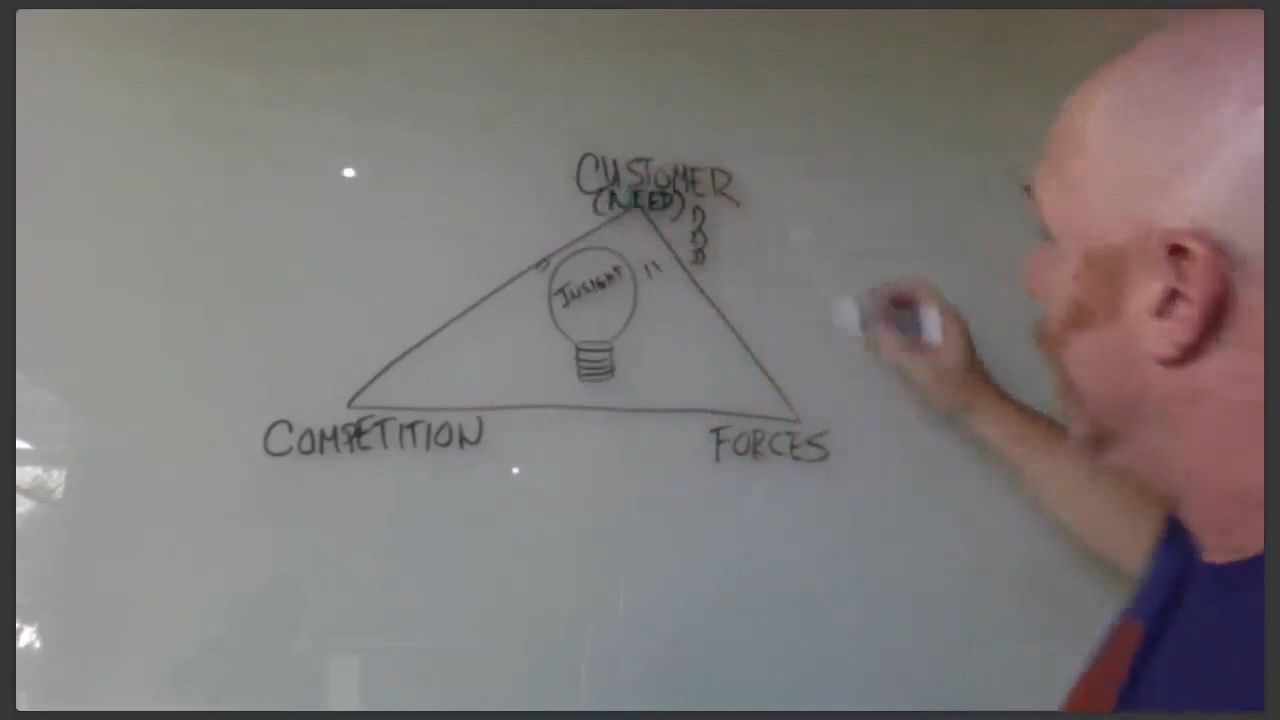 CUSTOMER
(NEED)
INSIGHT
COMPETITION
FORCES